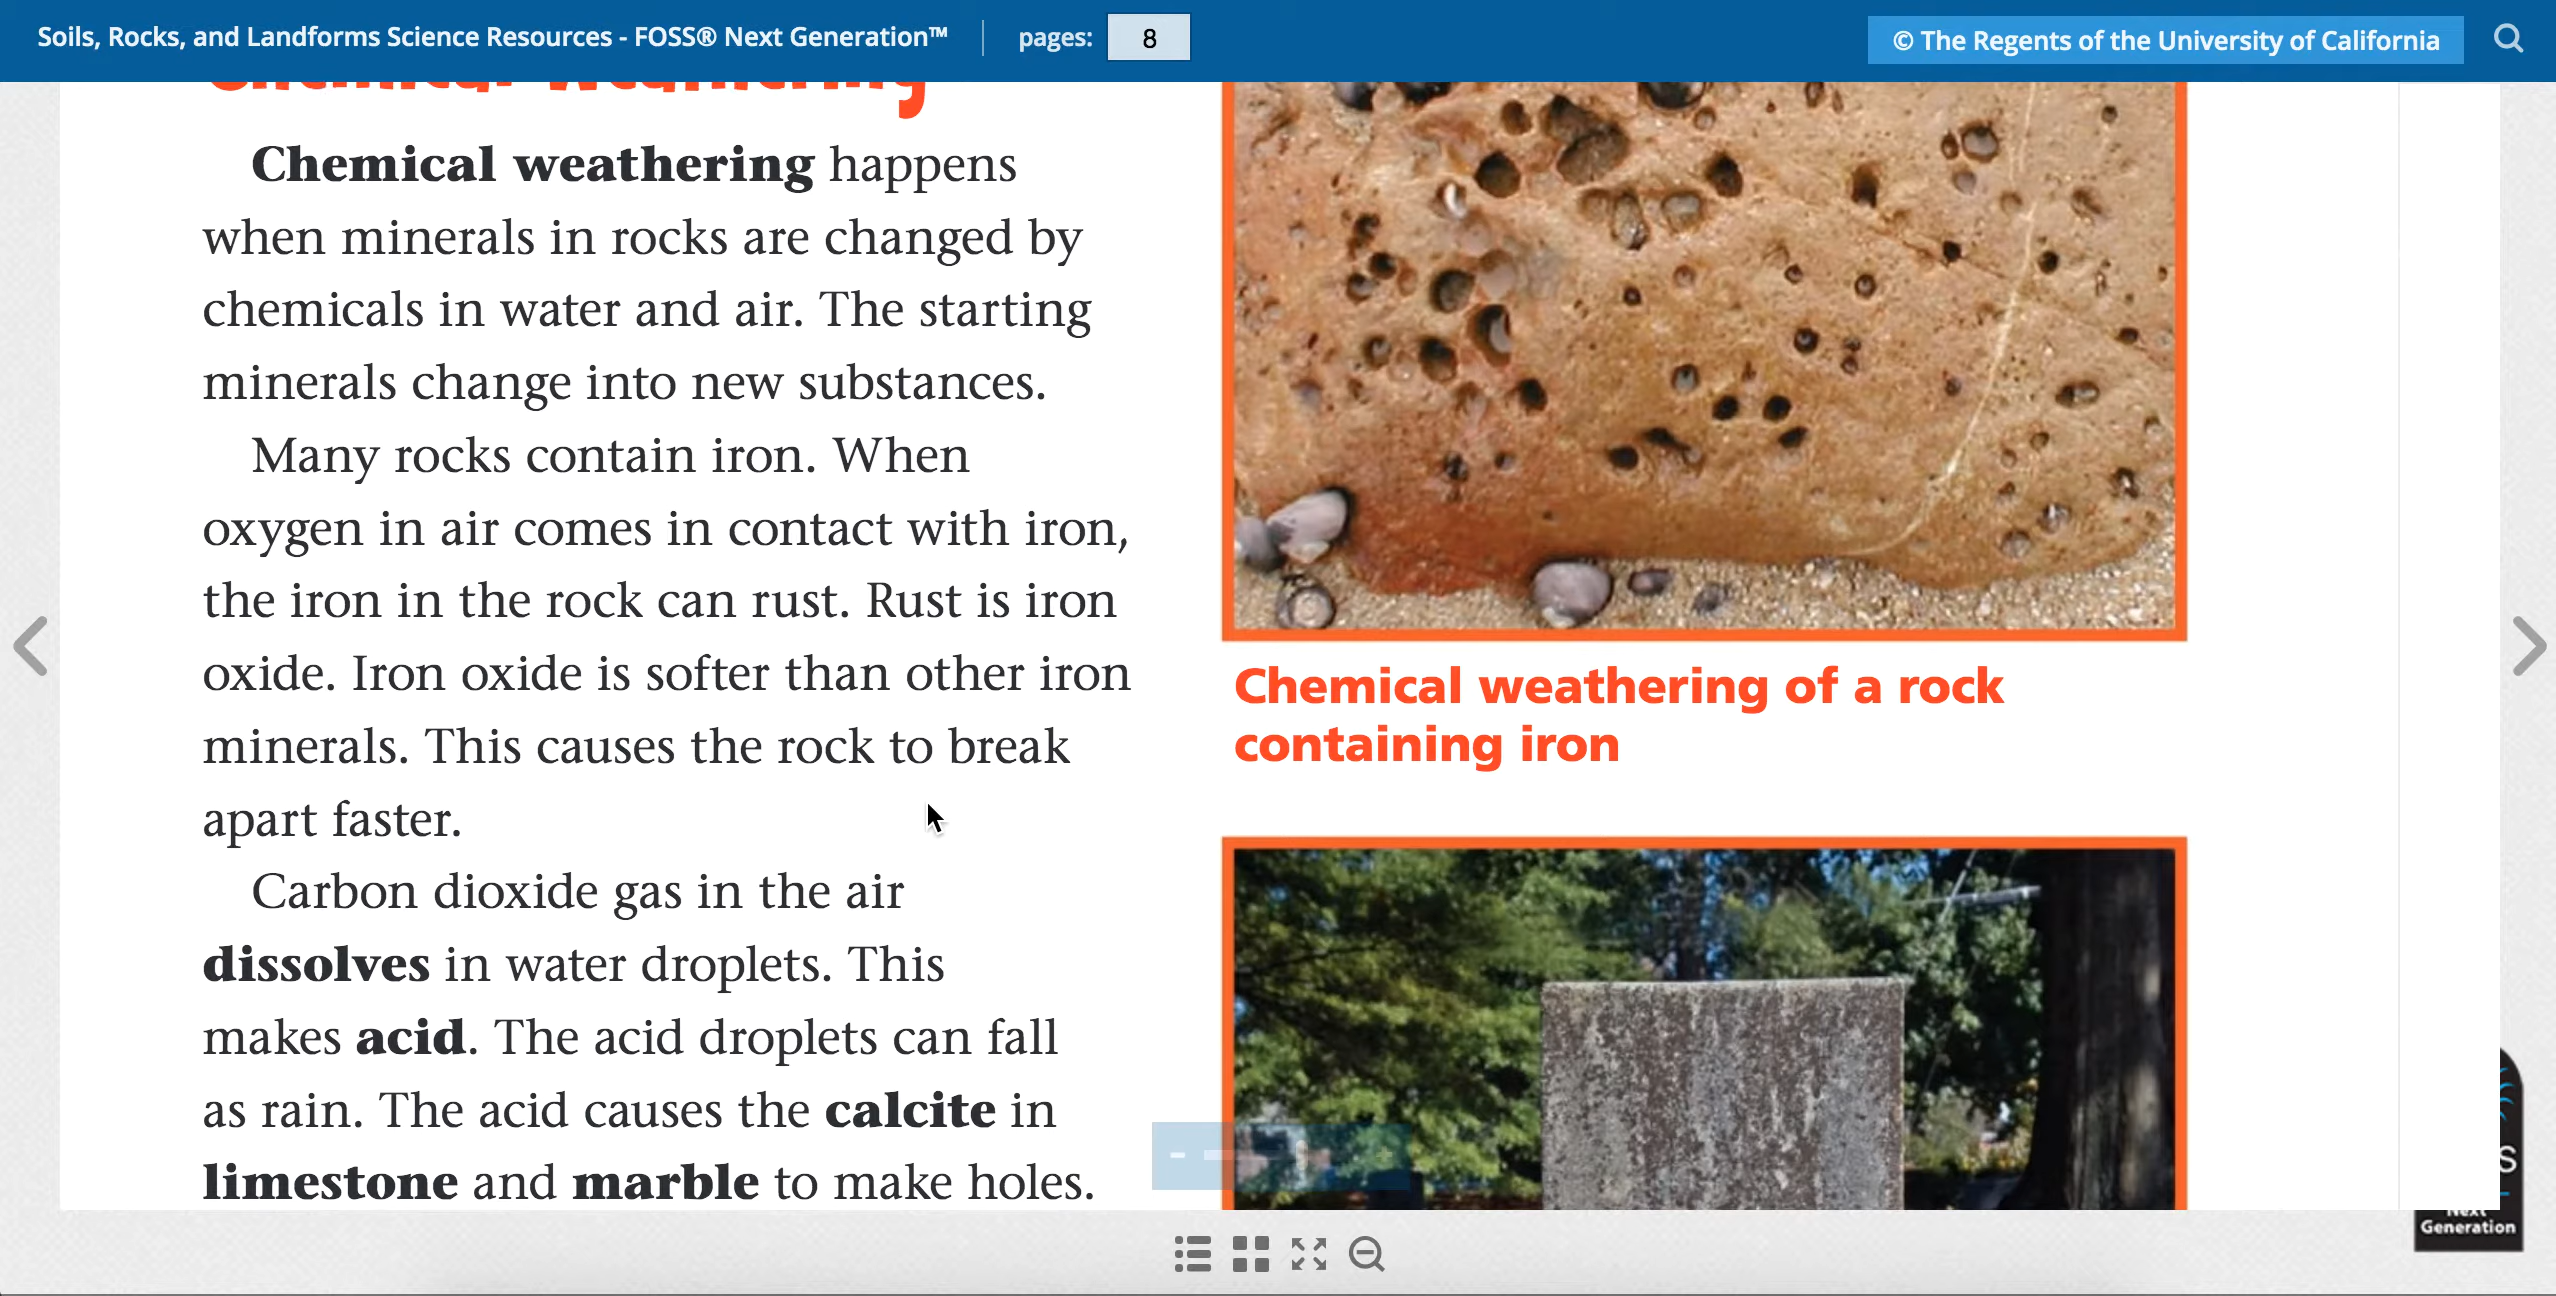 Soils, Rocks, and Landforms Science Resources - FOSS® Next Generation™
pages: 8
© The Regents of the University of California
Chemical weathering
Chemical weathering happens
when minerals in rocks are changed by
chemicals in water and air. The starting
minerals change into new substances.
Many rocks contain iron. When
oxygen in air comes in contact with iron,
the iron in the rock can rust. Rust is iron
oxide. Iron oxide is softer than other iron
minerals. This causes the rock to break
apart faster.
Carbon dioxide gas in the air
dissolves in water droplets. This
makes acid. The acid droplets can fall
as rain. The acid causes the calcite in
limestone and marble to make holes.
Chemical weathering of a rock
containing iron
S
Next
Generation